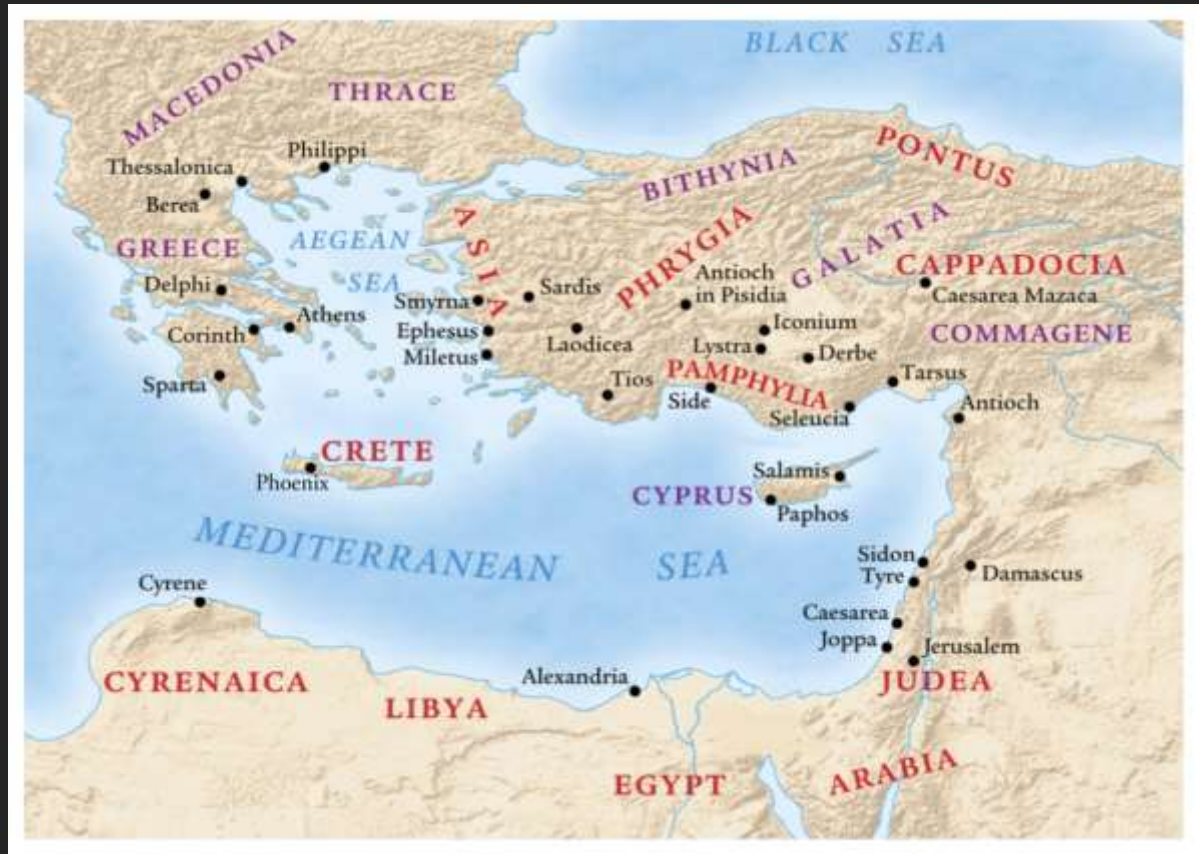 BLACK SEA
MACEDONIA
THRACE
Philippi
Thessalonica
Berea
BITHYNIA
PONTUS
GREECE
AEGEAN
SEA
ASIA
PHRYGIA
GALATIA
CAPPADOCIA
Delphi
Smyrna
Sardis
Antioch
in Pisidia
Caesarea Mazaca
Corinth
Athens
Ephesus
Miletus
Laodicea
Iconium
Lystra
Derbe
COMMAGENE
Sparta
Tios
PAMPHYLIA
Side
Seleucia
Tarsus
Antioch
CRETE
Phoenix
CYPRUS
Salamis
Paphos
MEDITERRANEAN SEA
Sidon
Tyre
Damascus
Cyrene
Caesarea
Joppa
Jerusalem
CYRENAICA
LIBYA
Alexandria
JUDEA
EGYPT
ARABIA